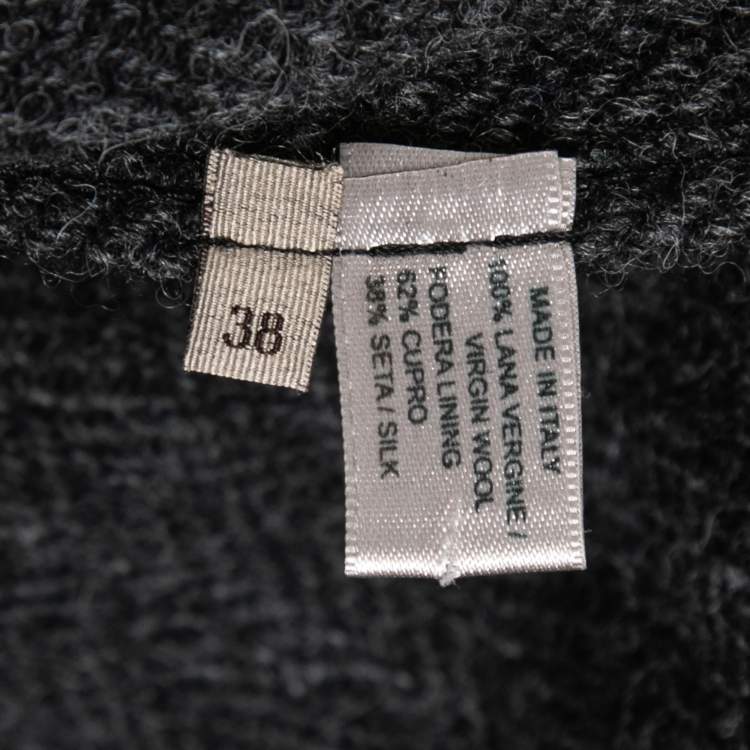 38
MADE IN ITALY
100% LANA VERGINE /
VIRGIN WOOL
FODERA LINING
62% CUPRO
38% SETA / SILK